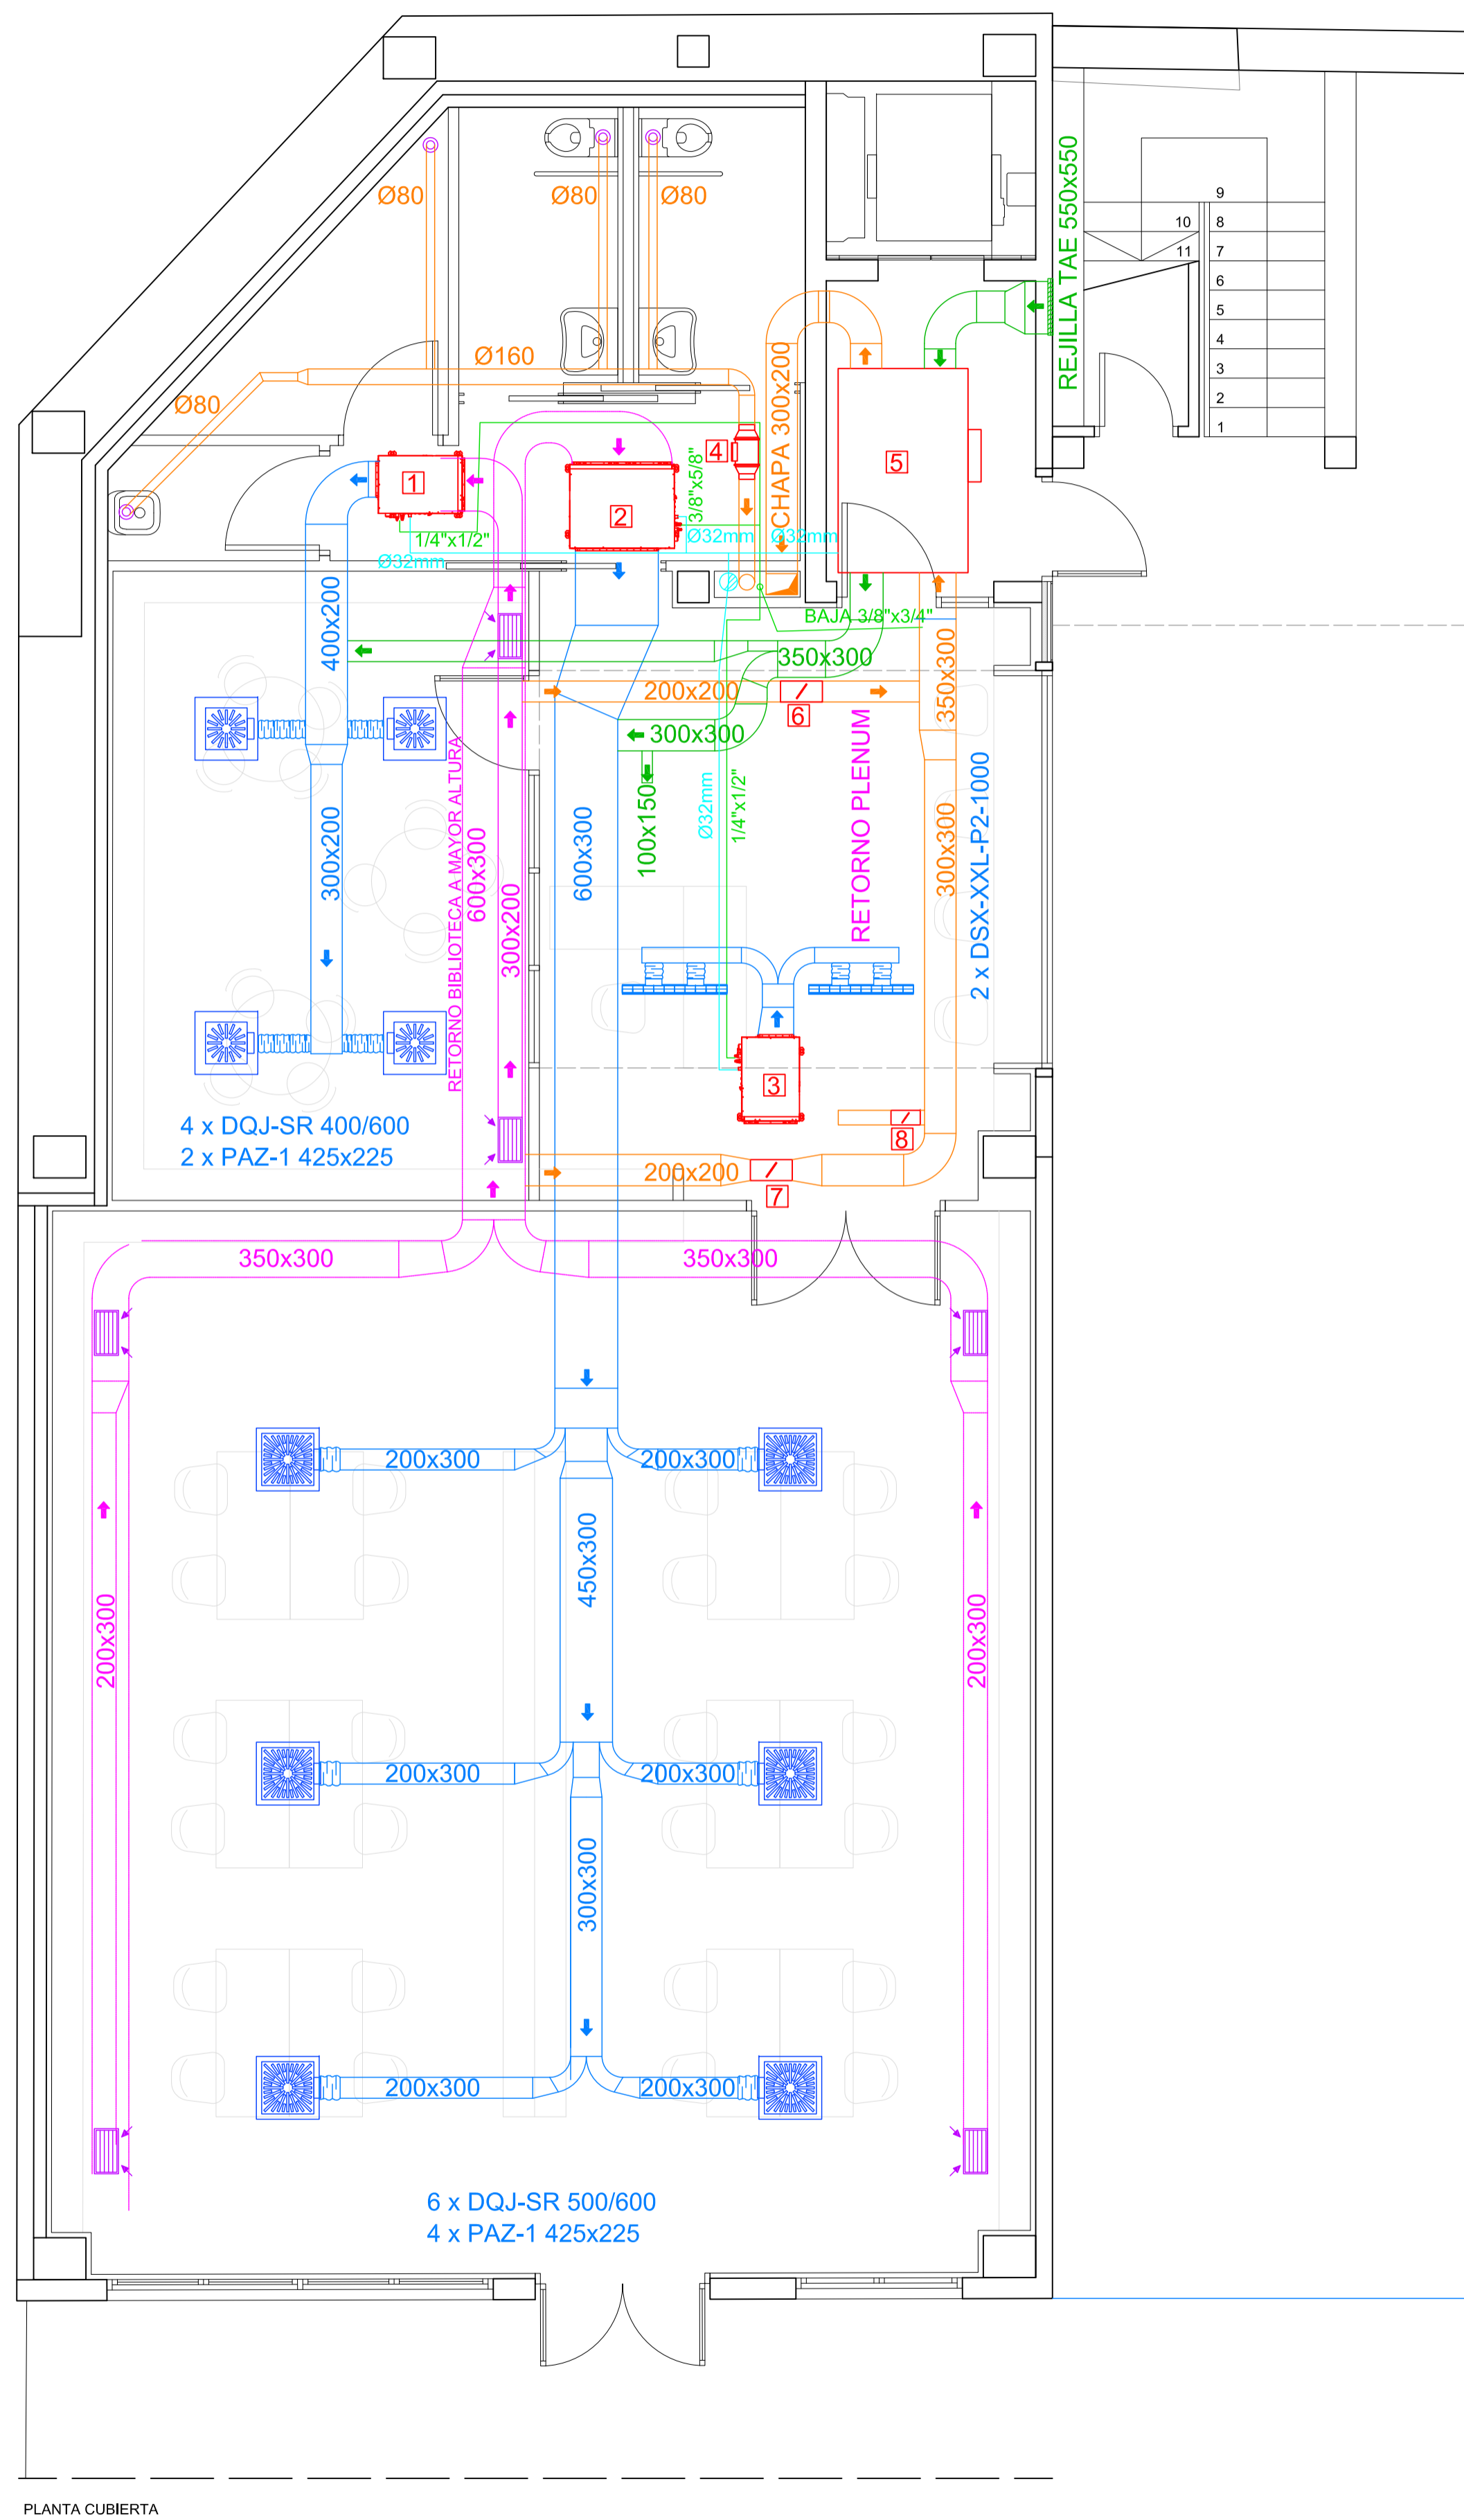 REJILLA TAE 550x550
9
10
8
11
7
6
5
4
3
2
1
Ø80
Ø80
Ø80
Ø160
Ø80
CHAPA 300x200
4
5
1
2
3/8"x5/8"
1/4"x1/2"
Ø32mm
Ø32mm
Ø32mm
BAJA 3/8"x3/4"
400x200
350x300
200x200
6
350x300
300x300
RETORNO BIBLIOTECA A MAYOR ALTURA
600x300
300x200
300x200
600x300
100x150
Ø32mm
1/4"x1/2"
RETORNO PLENUM
300x300
2 x DSX-XXL-P2-1000
3
8
4 x DQJ-SR 400/600
2 x PAZ-1 425x225
200x200
7
350x300
350x300
200x300
200x300
450x300
200x300
200x300
200x300
200x300
300x300
200x300
200x300
6 x DQJ-SR 500/600
4 x PAZ-1 425x225
PLANTA CUBIERTA